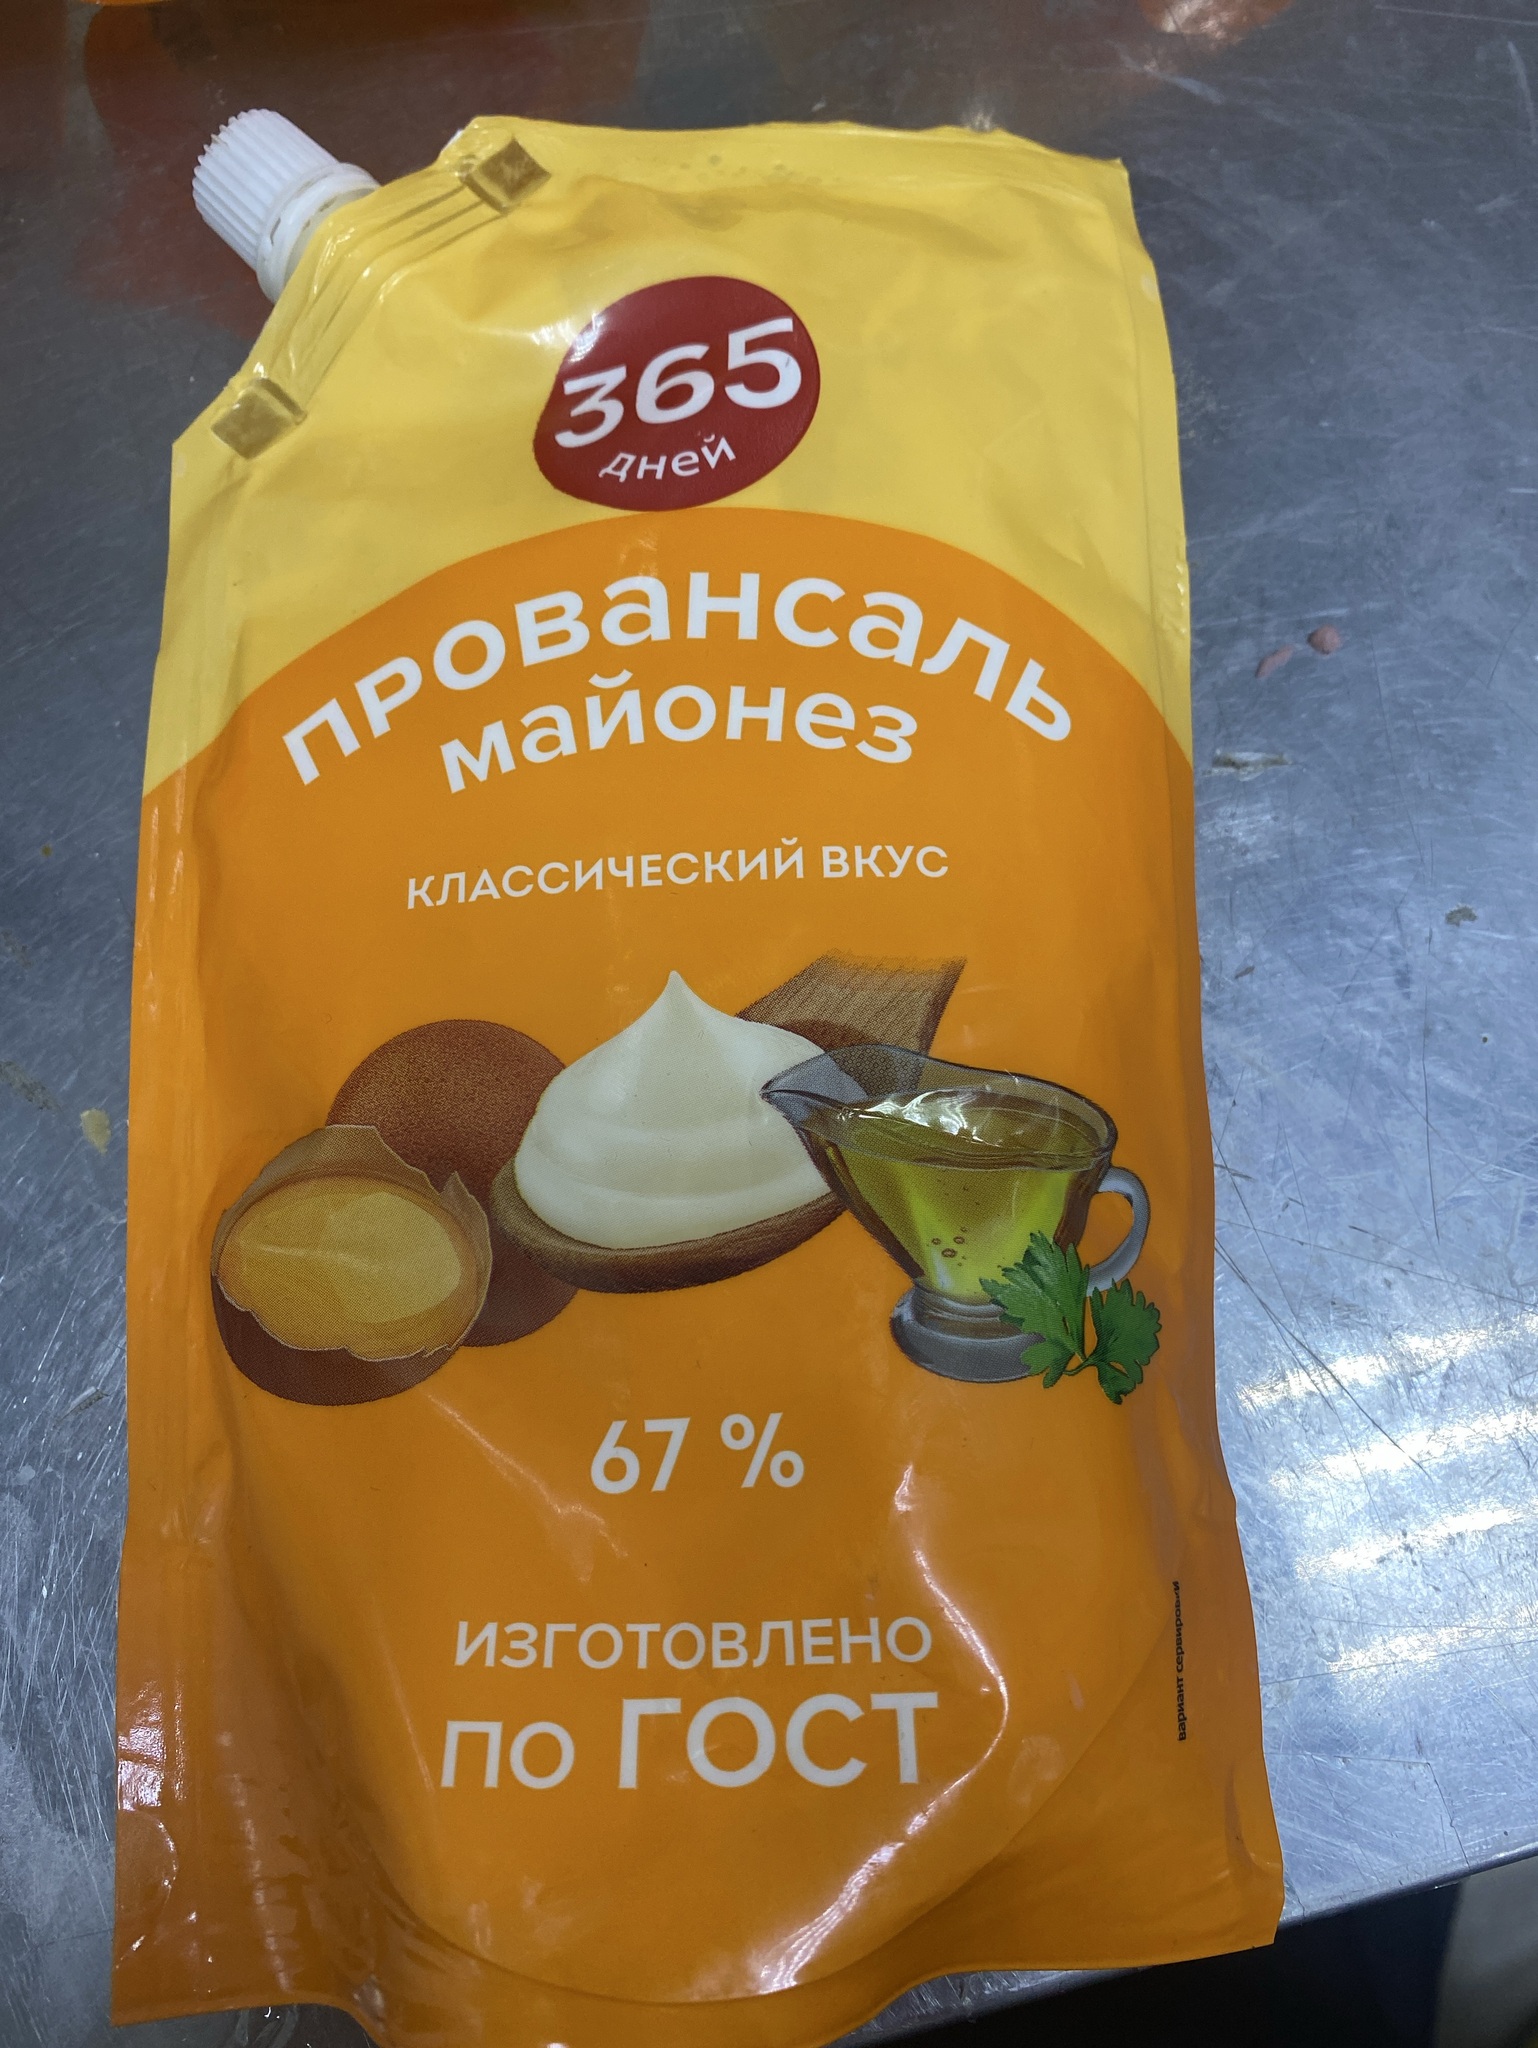 365
дней
ПРОВАНСАЛЬ
майонез
КЛАССИЧЕСКИЙ ВКУС
67 %
ИЗГОТОВЛЕНО
ПО ГОСТ
вариант сервировки